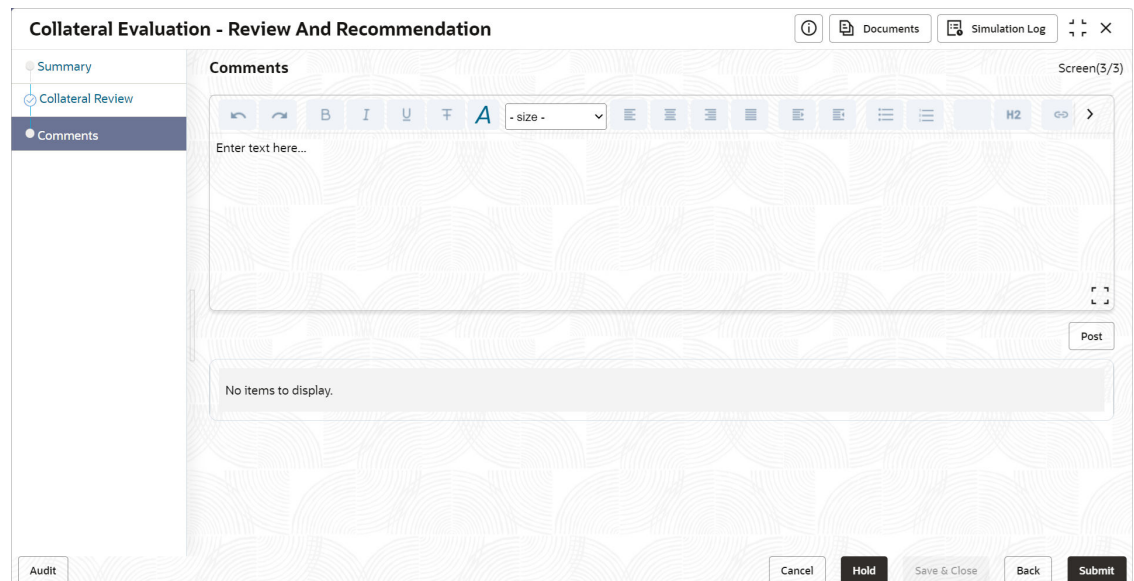 Collateral Evaluation - Review And Recommendation
Documents
Simulation Log
Summary
Collateral Review
Comments
Comments
Screen(3/3)
B I U T A - size - H2
Enter text here...
Post
No items to display.
Audit
Cancel
Hold
Save & Close
Back
Submit